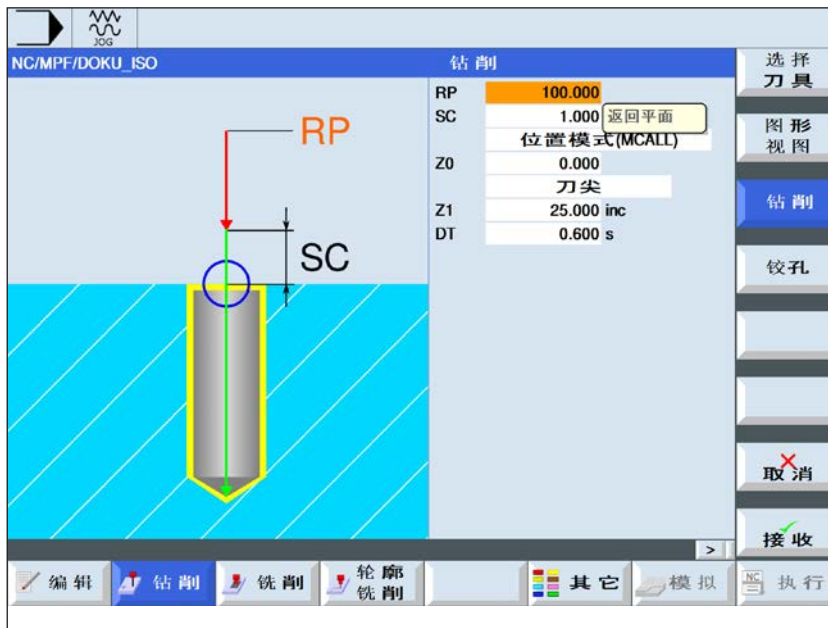 JOG
NC/MPF/DOKU_ISO
钻削
RP 100.000
SC 1.000 返回平面
位置模式(MCALL)
Z0 0.000
刀尖
Z1 25.000 inc
DT 0.600 s
RP
SC
选择
刀具
图形
视图
钻削
铰孔
取消
接收
>
编辑
钻削
铣削
轮廓
铣削
其它
模拟
NC
执行